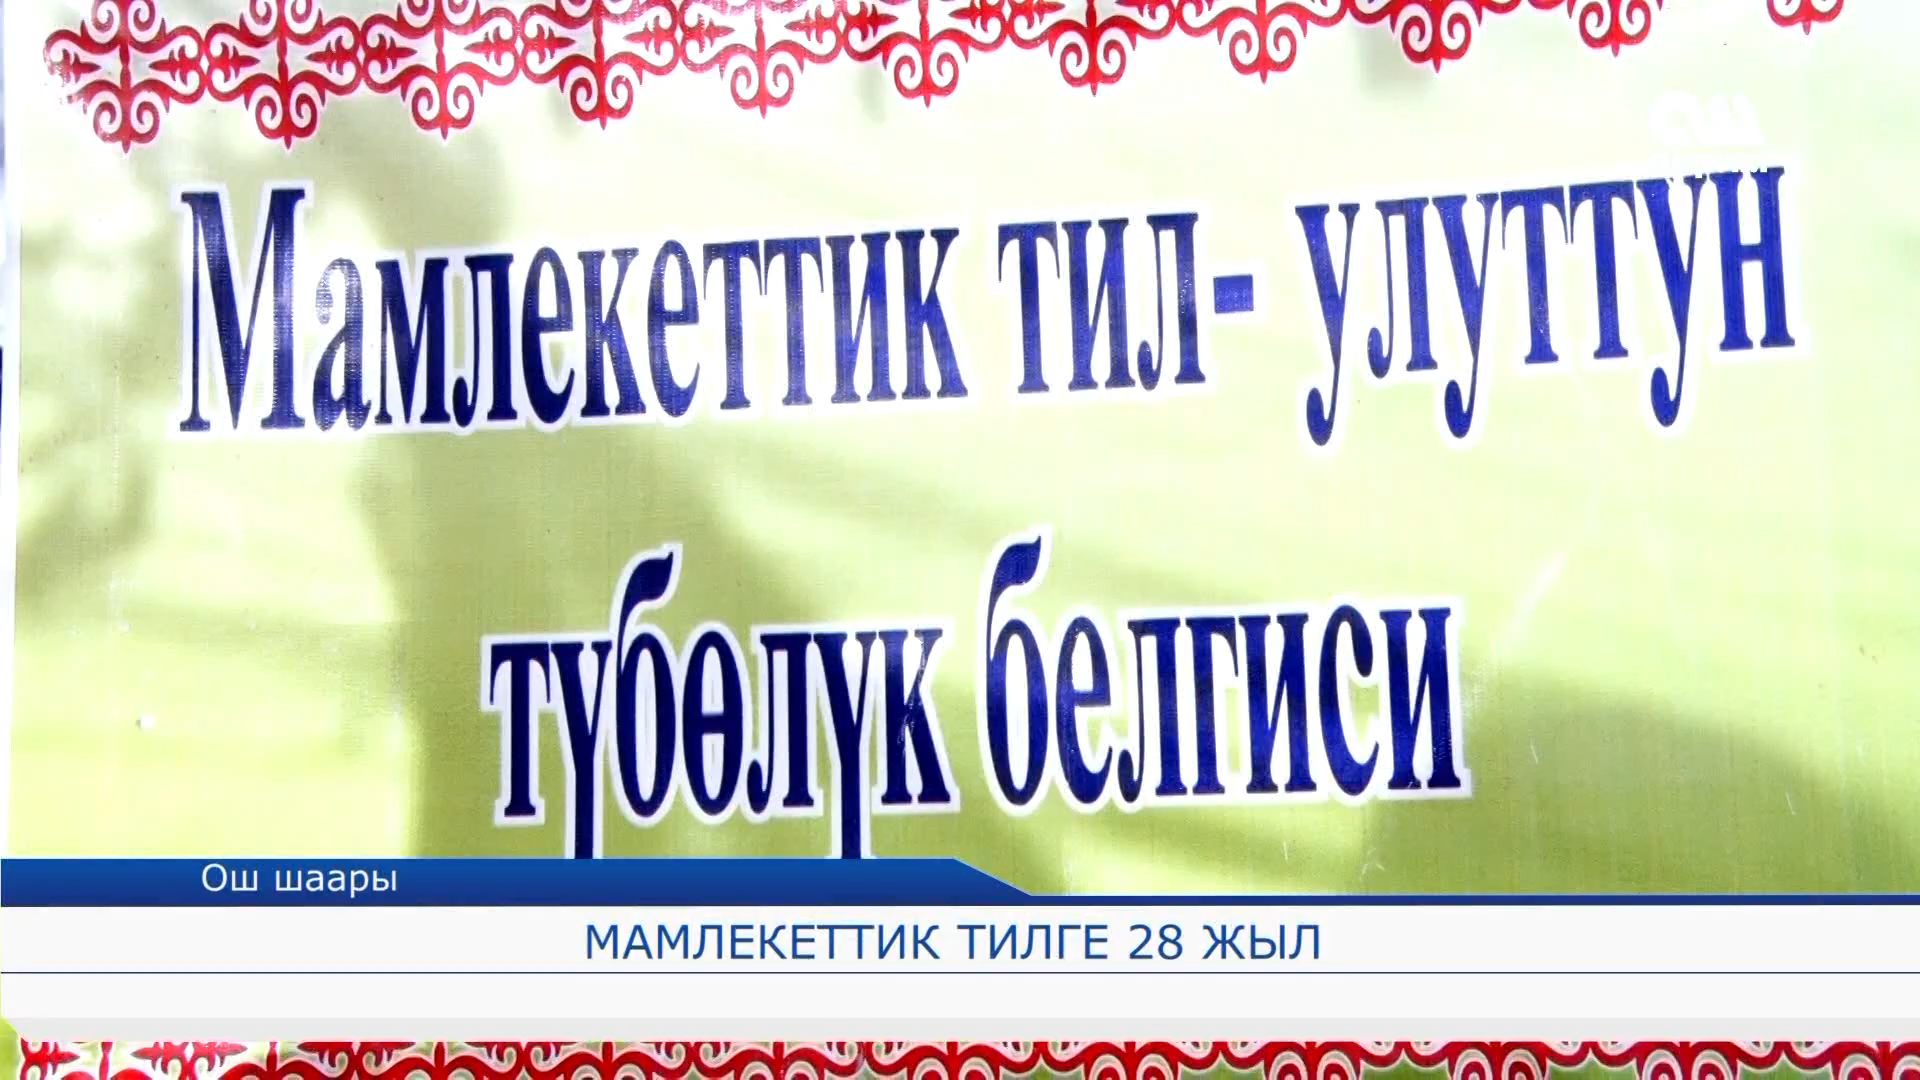 Мамлекеттик тил- улуттун
түбөлүк белгиси
Ош шаары
МАМЛЕКЕТТИК ТИЛГЕ 28 ЖЫЛ